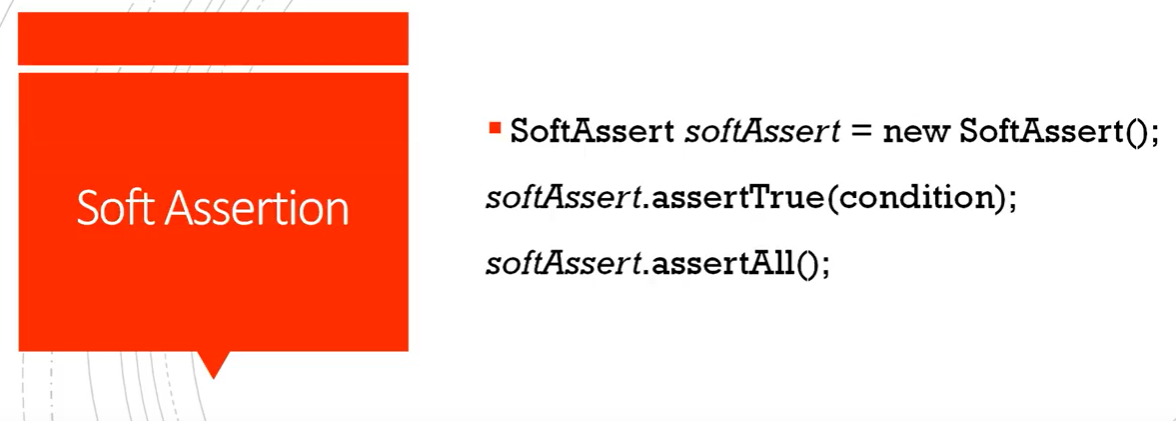 Soft Assertion
SoftAssert softAssert = new SoftAssert();
softAssert.assertTrue(condition);
softAssert.assertAll();